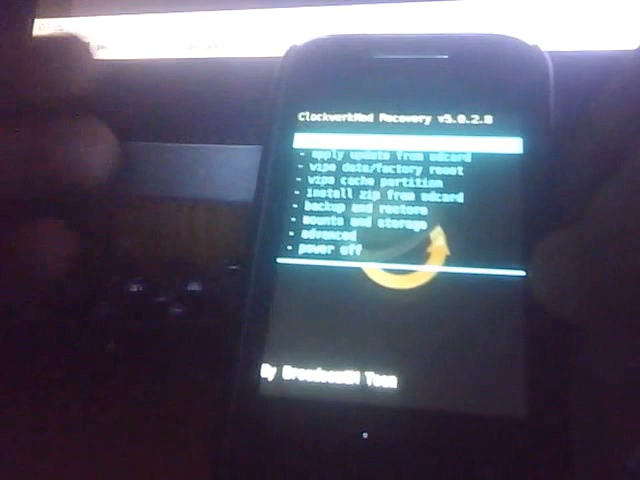 ClockworkMod Recovery v5.0.2.8
- apply update from sdcard
- wipe data/factory reset
- wipe cache partition
- install zip from sdcard
- backup and restore
- mounts and storage
- advanced
- power off
By Team